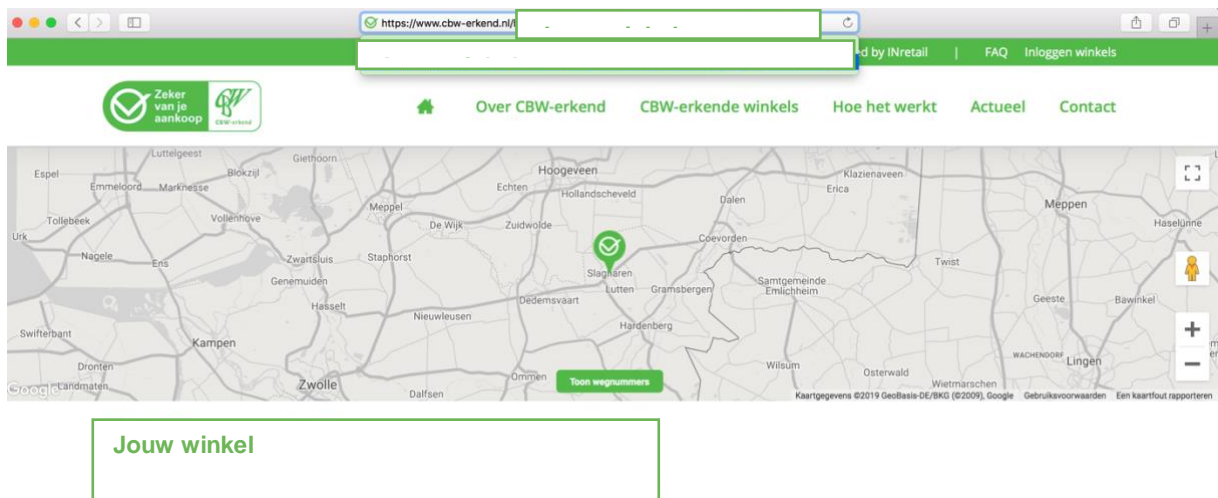 https://www.cbw-erkend.nl/
d by INretail | FAQ Inloggen winkels
Zeker
van je
aankoop
CBW
CBW-erkend
Over CBW-erkend CBW-erkende winkels Hoe het werkt Actueel Contact
Luttelgeest
Espel Blokzijl Giethoorn Hoogeveen Klazienaveen
Emmeloord Marknesse Echten Hollandscheveld Erica
Dalen Meppen
Tollebeek Vollenhove Meppel De Wijk Zuidwolde Haselünne
Urk Coevorden
Nagele Ens Zwartsluis Staphorst Twist
Genemuiden Slagharen Samtgemeinde
Lutten Gramsbergen Emlichheim
Hasselt Dedemsvaart Geeste Bawinkel
Nieuwleusen
Swifterbant Kampen Hardenberg
WACHENDORF Lingen
Dronten Wilsum Osterwald
Google Landmaten Zwolle Dalfsen Ommen Toon wegnummers Wietmarschen
Kaartgegevens ©2019 GeoBasis-DE/BKG (©2009), Google Gebruiksvoorwaarden Een kaartfout rapporteren
Jouw winkel